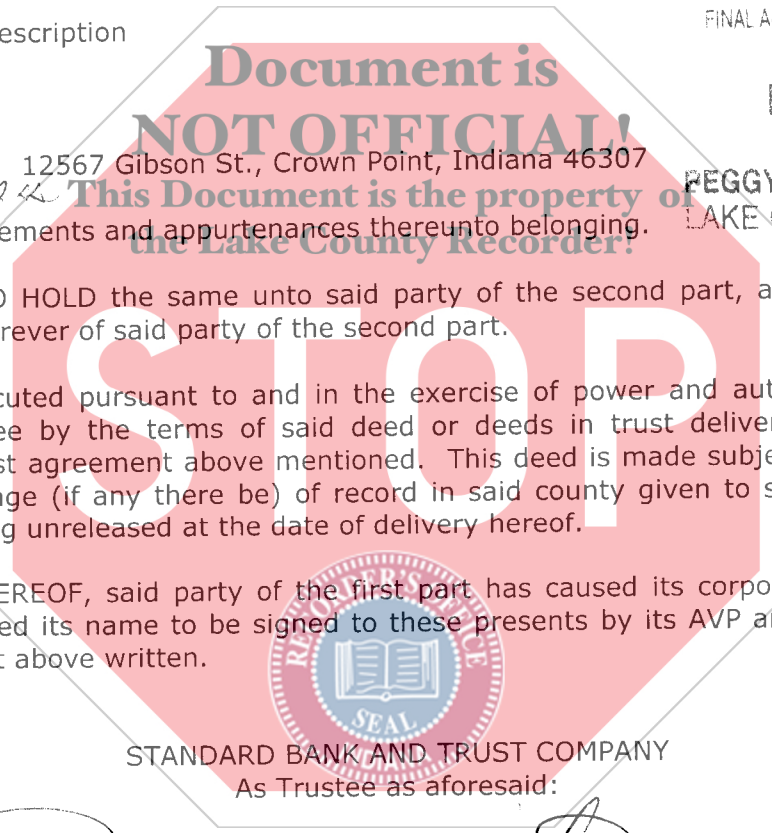 escription
FINAL A
Document is
NOT OFFICIAL!
12567 Gibson St., Crown Point, Indiana 46307
This Document is the property of
PEGGY
ements and appurtenances thereunto belonging.
LAKE
the Lake County Recorder!
O HOLD the same unto said party of the second part, a
rever of said party of the second part.
STOP
cuted pursuant to and in the exercise of power and aut
ee by the terms of said deed or deeds in trust deliver
st agreement above mentioned. This deed is made subje
age (if any there be) of record in said county given to s
g unreleased at the date of delivery hereof.
EREOF, said party of the first part has caused its corpo
ed its name to be signed to these presents by its AVP a
t above written.
RECORDER'S OFFICE
SEAL
INDIANA
STANDARD BANK AND TRUST COMPANY
As Trustee as aforesaid: